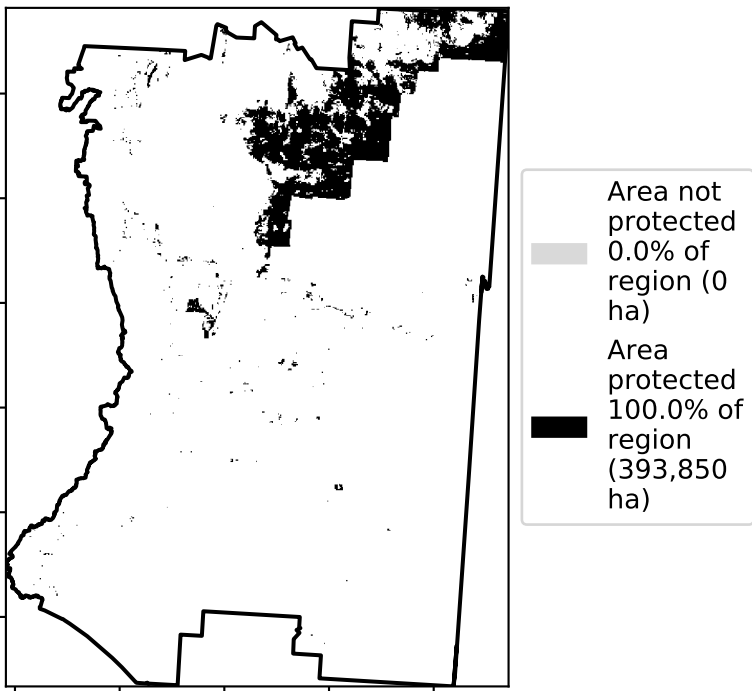 Area not
protected
0.0% of
region (0
ha)
Area
protected
100.0% of
region
(393,850
ha)